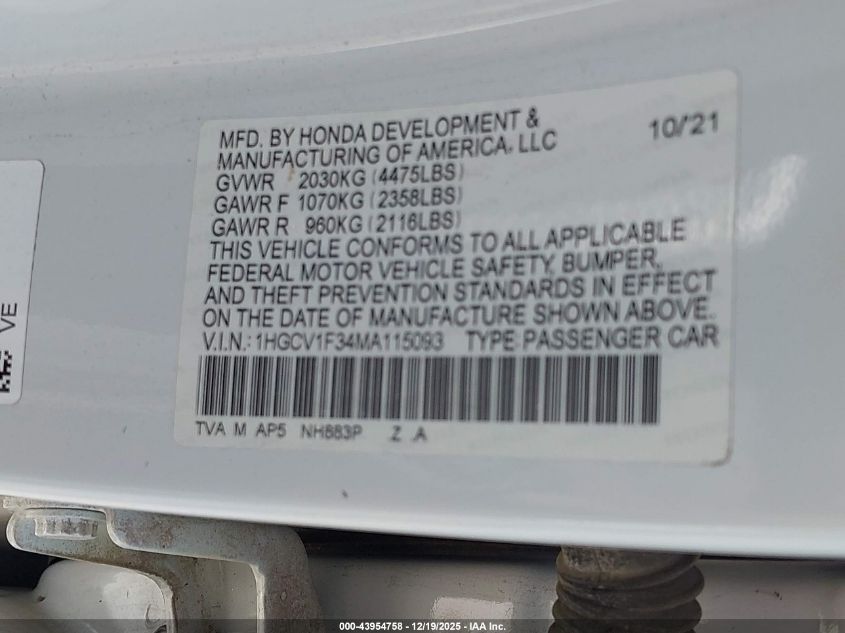 MFD. BY HONDA DEVELOPMENT & 10/21
MANUFACTURING OF AMERICA, LLC
GVWR 2030KG (4475LBS)
GAWR F 1070KG (2358LBS)
GAWR R 960KG (2116LBS)
THIS VEHICLE CONFORMS TO ALL APPLICABLE
FEDERAL MOTOR VEHICLE SAFETY, BUMPER,
AND THEFT PREVENTION STANDARDS IN EFFECT
ON THE DATE OF MANUFACTURE SHOWN ABOVE.
V.I.N.: 1HGCV1F34MA115093 TYPE: PASSENGER CAR
TVA M AP5 NH883P Z .A
VE
000-43954758 - 12/19/2025 - IAA Inc.